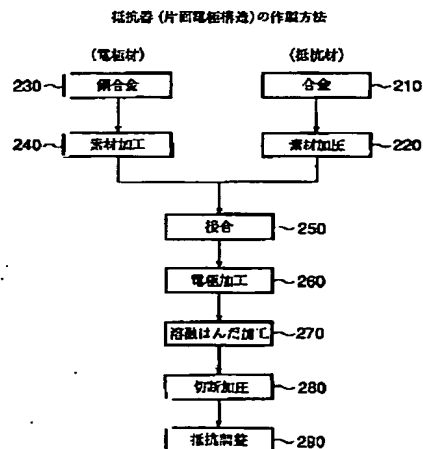 抵抗器(片面電極構造)の作製方法
(電極材) (抵抗材)
230 銅合金 合金 210
240 素材加工 素材加圧 220
接合 250
電極加工 260
溶融はんだ加工 270
切断加圧 280
抵抗調整 290